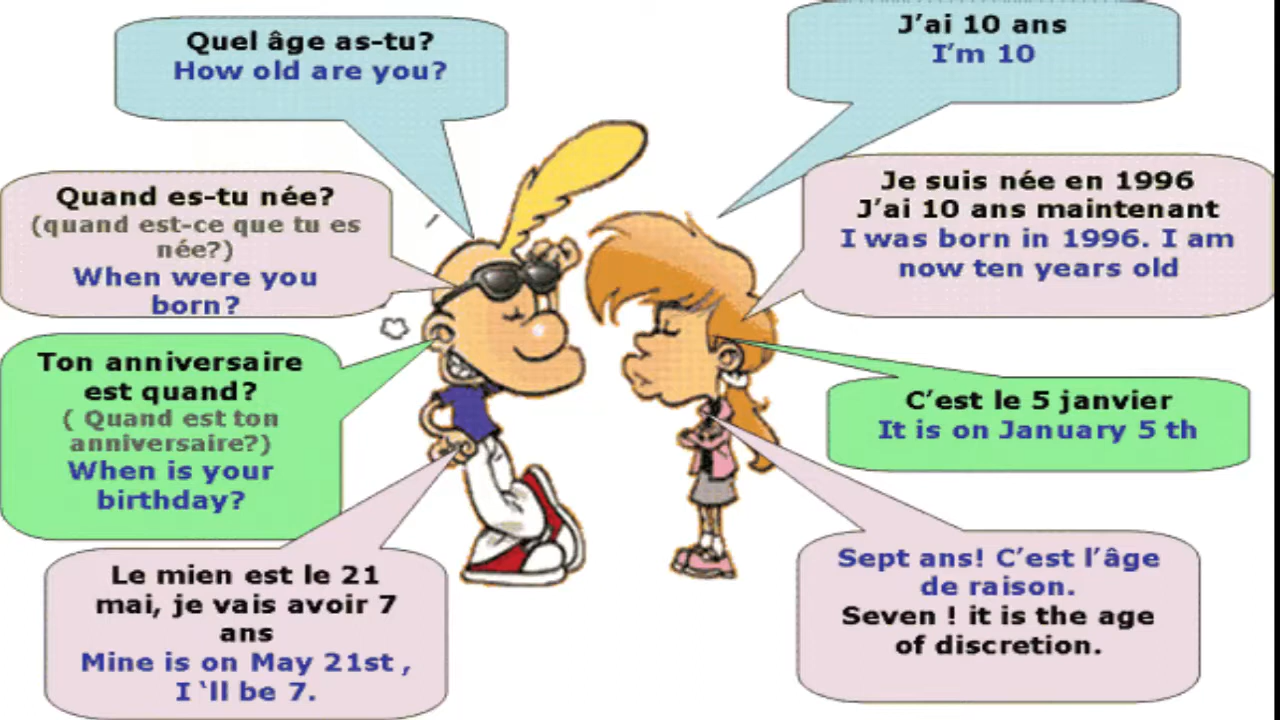 Quel âge as-tu?
How old are you?
J’ai 10 ans
I’m 10
Quand es-tu née?
(quand est-ce que tu es
née?)
When were you
born?
Je suis née en 1996
J’ai 10 ans maintenant
I was born in 1996. I am
now ten years old
Ton anniversaire
est quand?
( Quand est ton
anniversaire?)
When is your
birthday?
C’est le 5 janvier
It is on January 5 th
Le mien est le 21
mai, je vais avoir 7
ans
Mine is on May 21st ,
I ‘ll be 7.
Sept ans! C’est l’âge
de raison.
Seven ! it is the age
of discretion.